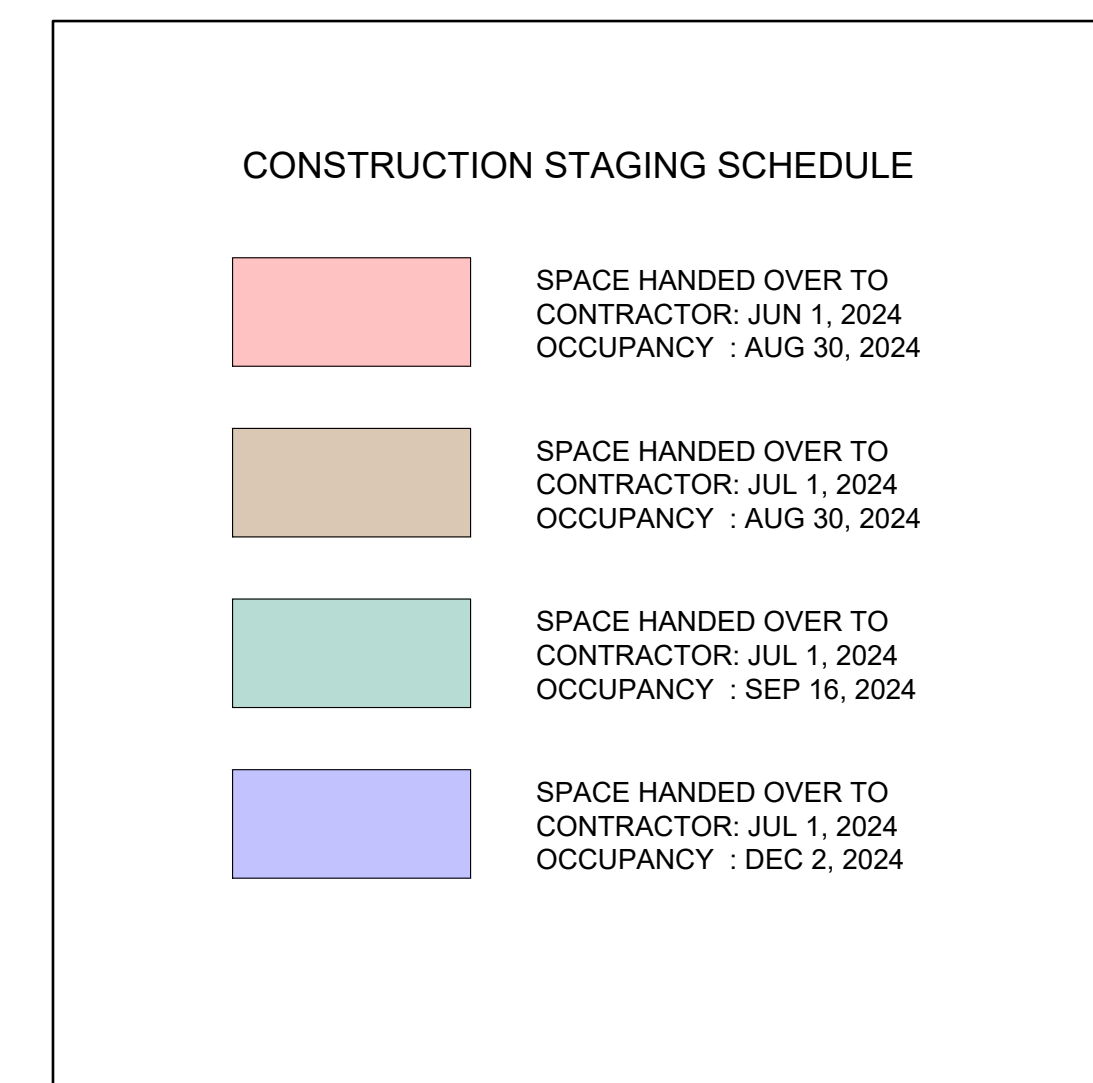 CONSTRUCTION STAGING SCHEDULE
SPACE HANDED OVER TO
CONTRACTOR: JUN 1, 2024
OCCUPANCY  : AUG 30, 2024
SPACE HANDED OVER TO
CONTRACTOR: JUL 1, 2024
OCCUPANCY  : AUG 30, 2024
SPACE HANDED OVER TO
CONTRACTOR: JUL 1, 2024
OCCUPANCY  : SEP 16, 2024
SPACE HANDED OVER TO
CONTRACTOR: JUL 1, 2024
OCCUPANCY  : DEC 2, 2024